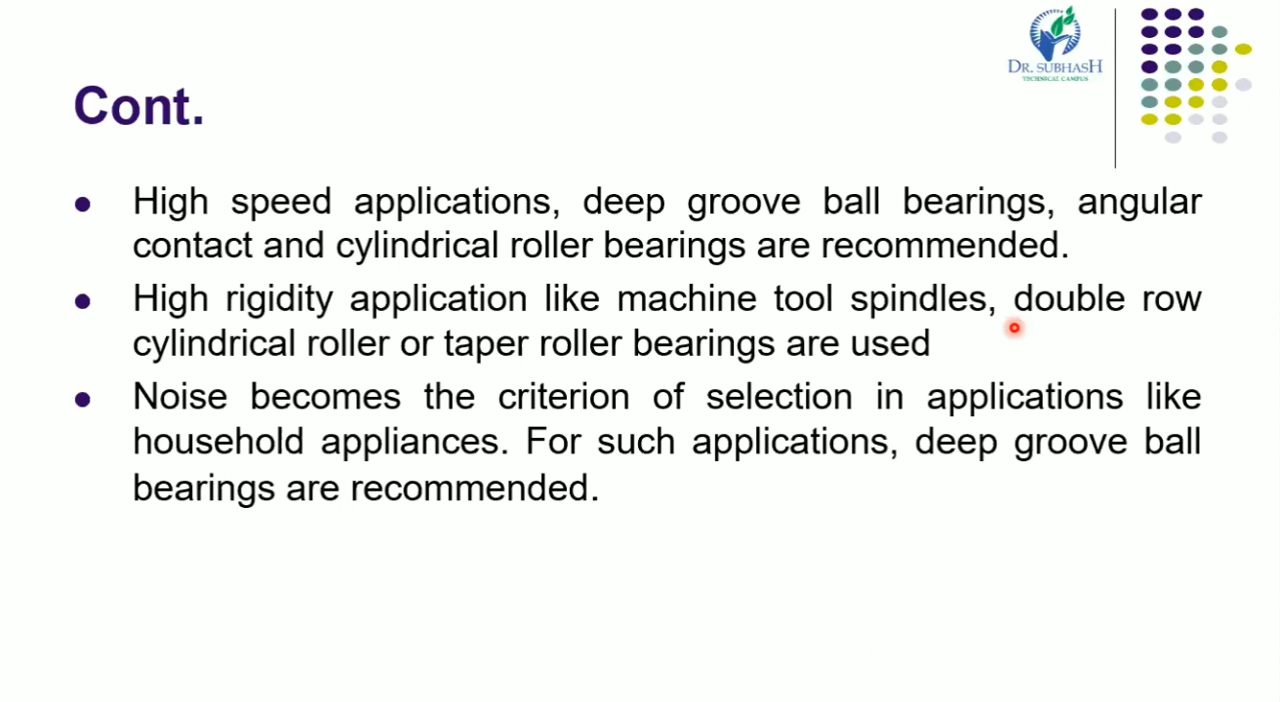 DR. SUBHASH
TECHNICAL CAMPUS
Cont.
High speed applications, deep groove ball bearings, angular
contact and cylindrical roller bearings are recommended.
High rigidity application like machine tool spindles, double row
cylindrical roller or taper roller bearings are used
Noise becomes the criterion of selection in applications like
household appliances. For such applications, deep groove ball
bearings are recommended.